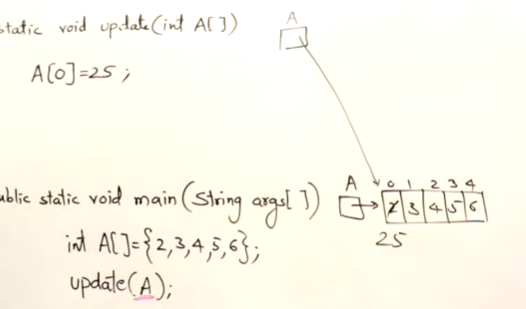 static void update(int A[])
A
A[0]=25;
ublic static void main(String args[])
A
0 1 2 3 4
2 3 4 5 6
25
int A[]={2,3,4,5,6};
update(A);